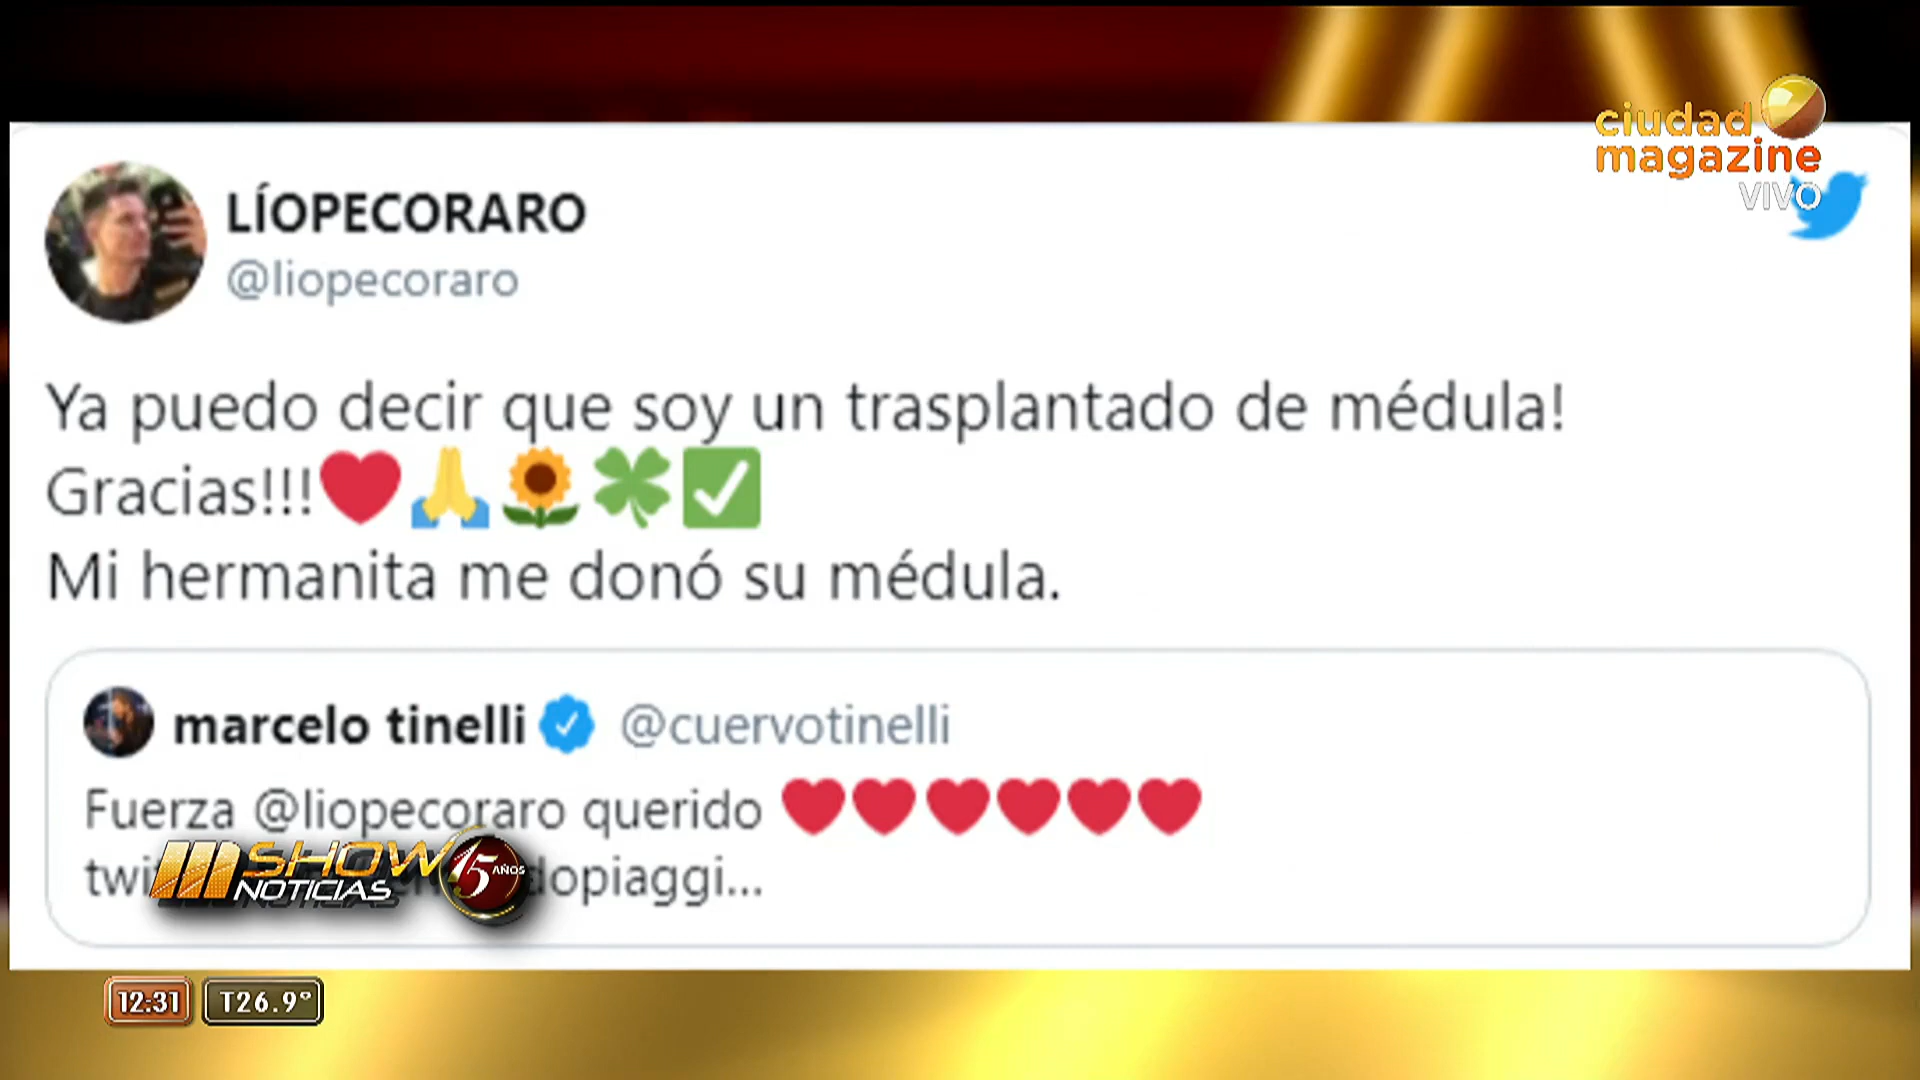 ciudad
magazine
VIVO
LÍOPECORARO
@liopecoraro
Ya puedo decir que soy un trasplantado de médula!
Gracias!!!❤️🙏🌻🍀✅
Mi hermanita me donó su médula.
marcelo tinelli @cuervotinelli
Fuerza @liopecoraro querido ❤️❤️❤️❤️❤️❤️
SHOW
NOTICIAS
15 AÑOS
12:31 T26.9°